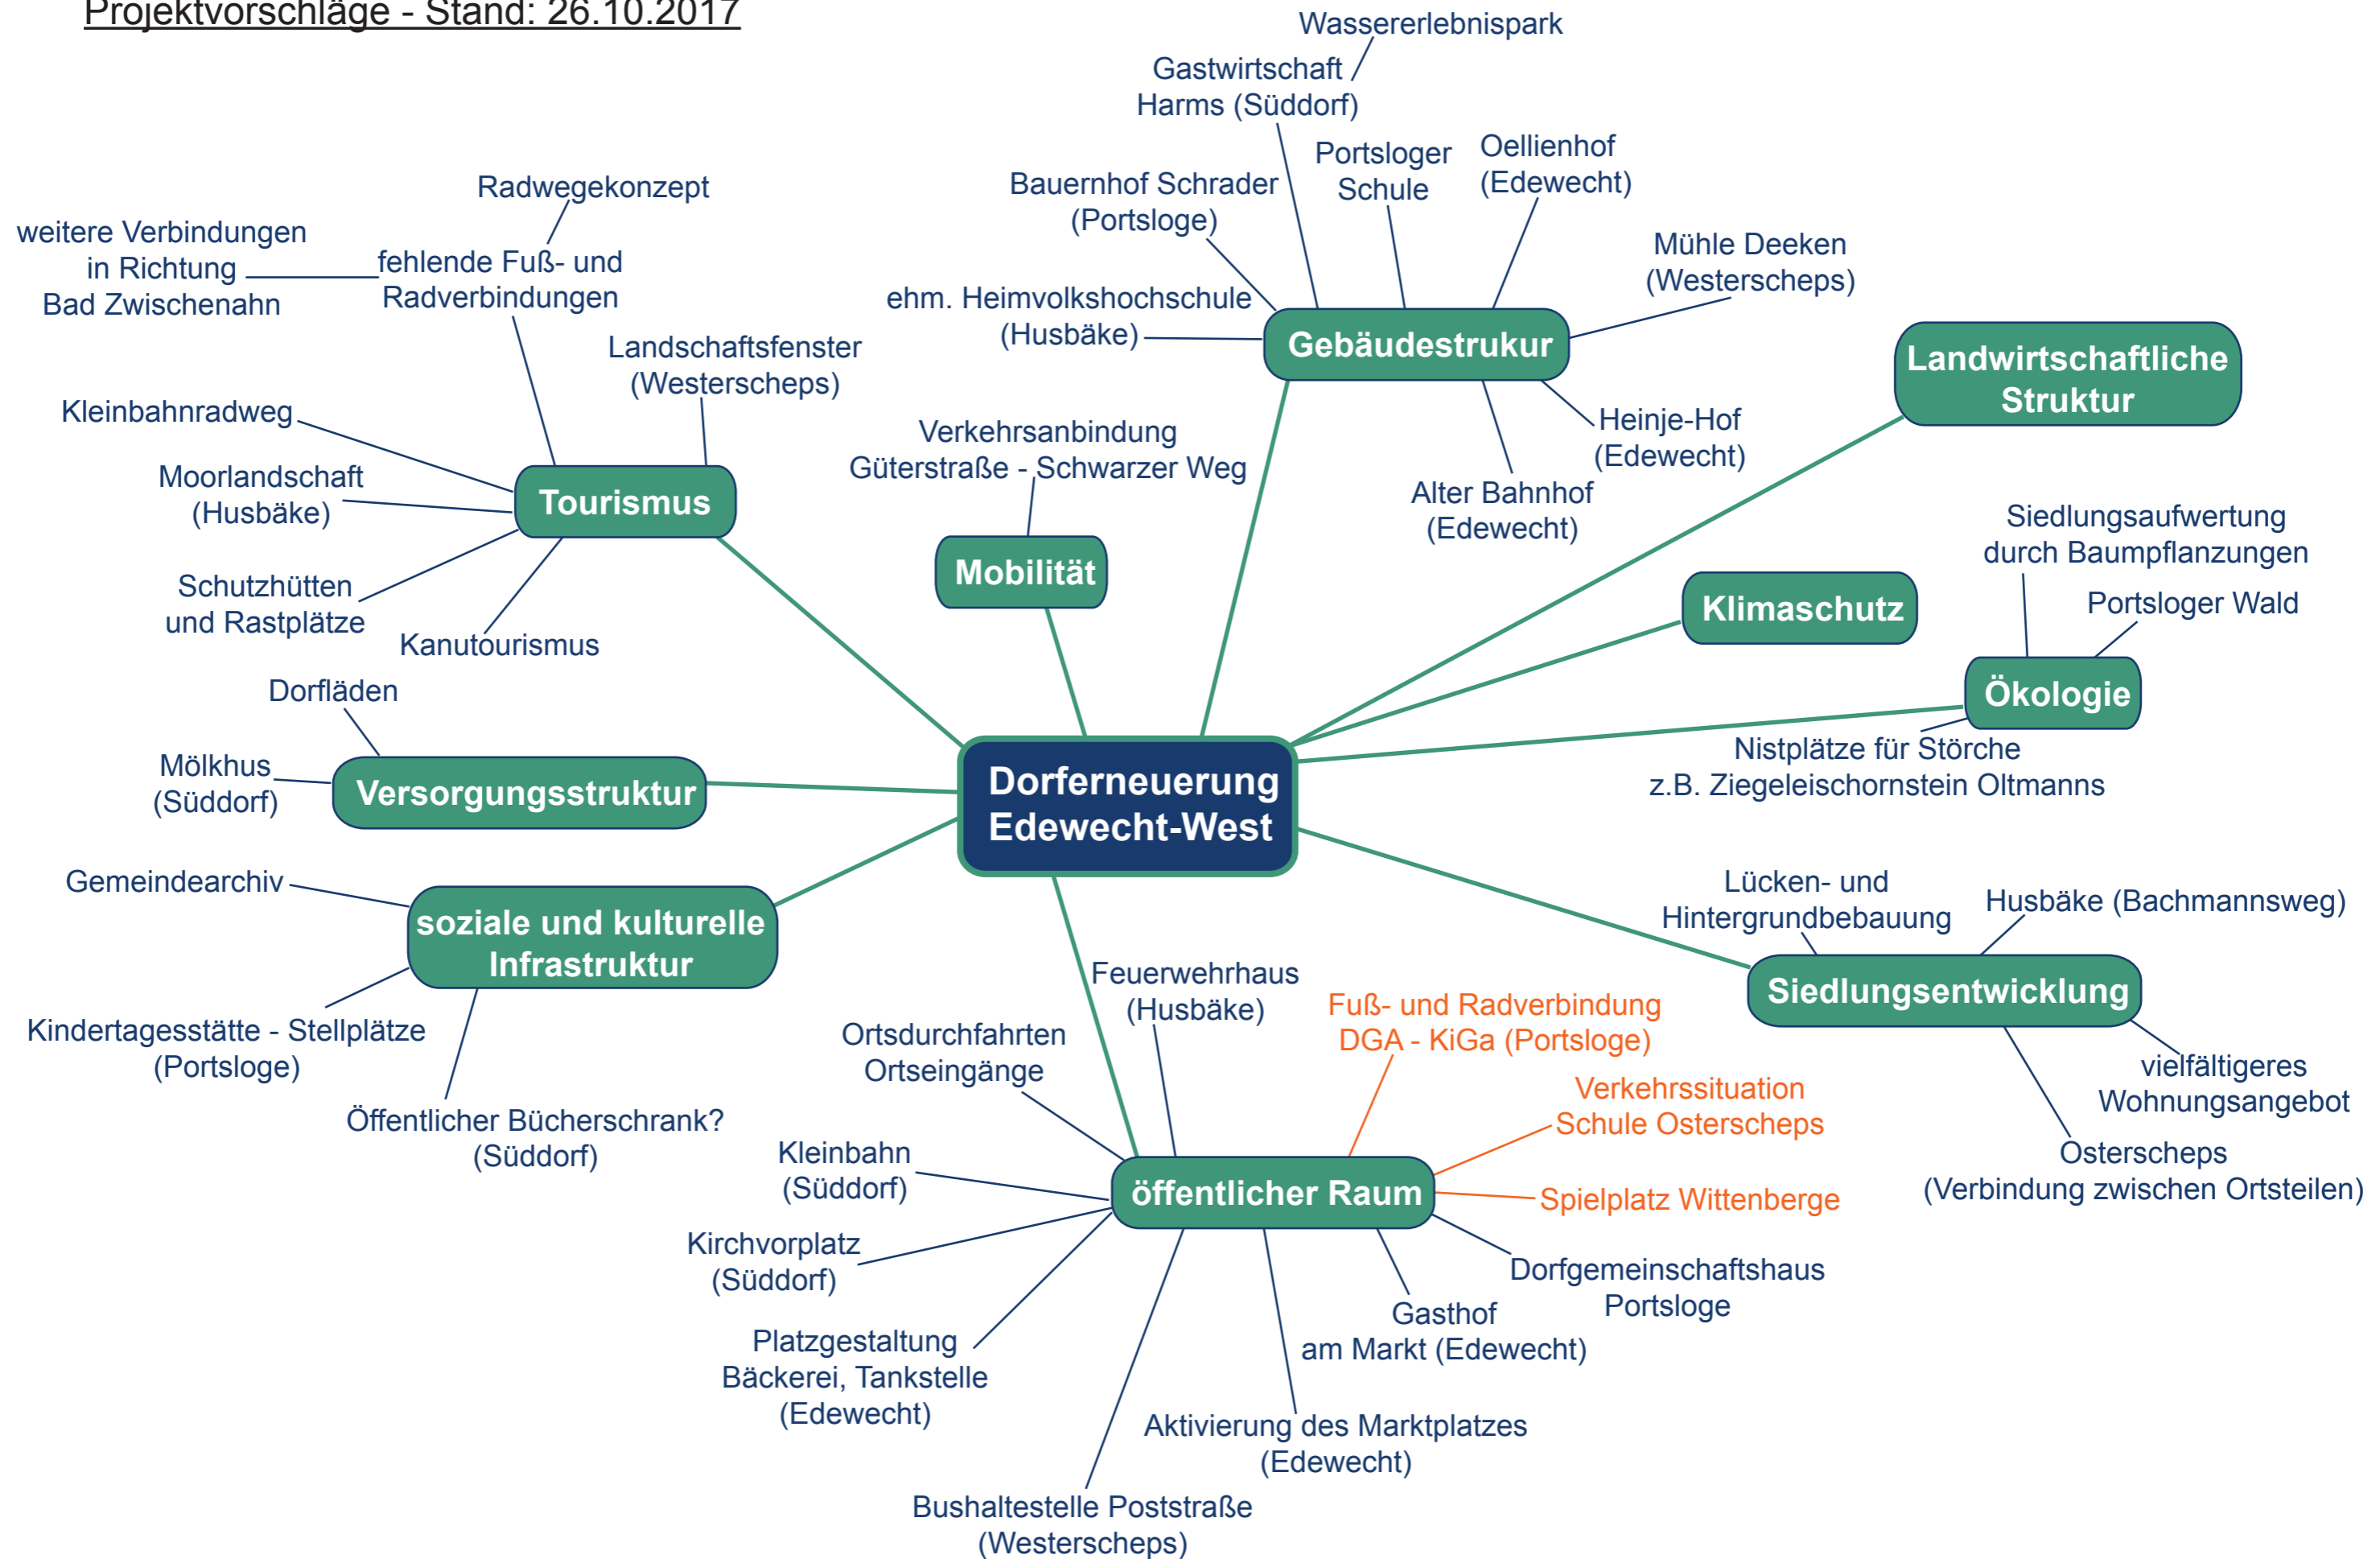 Projektvorschläge - Stand: 26.10.2017
Wassererlebnispark
Gastwirtschaft
Harms (Süddorf)
Portsloger
Schule
Oellienhof
(Edewecht)
Bauernhof Schrader
(Portsloge)
Mühle Deeken
(Westerscheps)
ehm. Heimvolkshochschule
(Husbäke)
Gebäudestrukur
Heinje-Hof
(Edewecht)
Alter Bahnhof
(Edewecht)
Radwegekonzept
weitere Verbindungen
in Richtung
Bad Zwischenahn
fehlende Fuß- und
Radverbindungen
Landschaftsfenster
(Westerscheps)
Kleinbahnradweg
Moorlandschaft
(Husbäke)
Tourismus
Schutzhütten
und Rastplätze
Kanutourismus
Verkehrsanbindung
Güterstraße - Schwarzer Weg
Mobilität
Landwirtschaftliche
Struktur
Klimaschutz
Siedlungsaufwertung
durch Baumpflanzungen
Portsloger Wald
Ökologie
Nistplätze für Störche
z.B. Ziegeleischornstein Oltmanns
Dorfläden
Mölkhus
(Süddorf)
Versorgungsstruktur
Dorferneuerung
Edewecht-West
Gemeindearchiv
soziale und kulturelle
Infrastruktur
Kindertagesstätte - Stellplätze
(Portsloge)
Öffentlicher Bücherschrank?
(Süddorf)
Lücken- und
Hintergrundbebauung
Husbäke (Bachmannsweg)
Siedlungsentwicklung
vielfältigeres
Wohnungsangebot
Osterscheps
(Verbindung zwischen Ortsteilen)
Feuerwehrhaus
(Husbäke)
Fuß- und Radverbindung
DGA - KiGa (Portsloge)
Ortsdurchfahrten
Ortseingänge
Verkehrssituation
Schule Osterscheps
Kleinbahn
(Süddorf)
öffentlicher Raum
Spielplatz Wittenberge
Kirchvorplatz
(Süddorf)
Dorfgemeinschaftshaus
Portsloge
Gasthof
am Markt (Edewecht)
Platzgestaltung
Bäckerei, Tankstelle
(Edewecht)
Aktivierung des Marktplatzes
(Edewecht)
Bushaltestelle Poststraße
(Westerscheps)